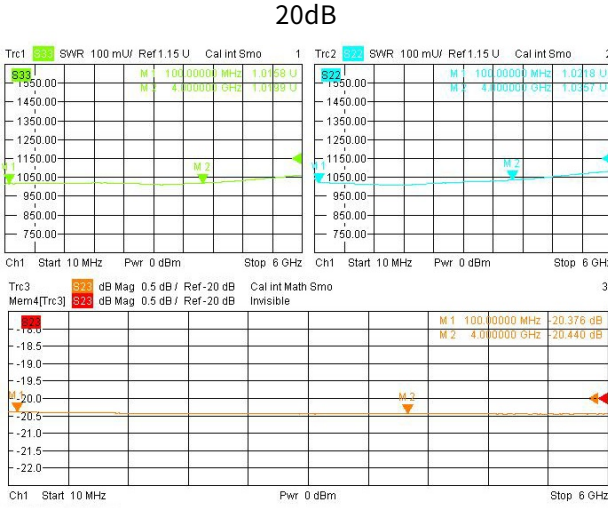 20dB
Trc1 S33 SWR 100 mU/ Ref 1.15 U Cal int Smo 1
S33
M 1 100.00000 MHz 1.0158 U
M 2 4.000000 GHz 1.0199 U
1550.00
1450.00
1350.00
1250.00
1150.00
M 1
M 2
1050.00
950.00
850.00
750.00
Ch1 Start 10 MHz Pwr 0 dBm Stop 6 GHz
Trc2 S22 SWR 100 mU/ Ref 1.15 U Cal int Smo 2
S22
M 1 100.00000 MHz 1.0218 U
M 2 4.000000 GHz 1.0357 U
1550.00
1450.00
1350.00
1250.00
1150.00
M 1
M 2
1050.00
950.00
850.00
750.00
Ch1 Start 10 MHz Pwr 0 dBm Stop 6 GHz
Trc3 S23 dB Mag 0.5 dB/ Ref -20 dB Cal int Math Smo 3
Mem4[Trc3] S23 dB Mag 0.5 dB/ Ref -20 dB Invisible
S23
M 1 100.00000 MHz -20.376 dB
M 2 4.000000 GHz -20.440 dB
-18.0
-18.5
-19.0
-19.5
M 1
M 2
-20.0
-20.5
-21.0
-21.5
-22.0
Ch1 Start 10 MHz Pwr 0 dBm Stop 6 GHz